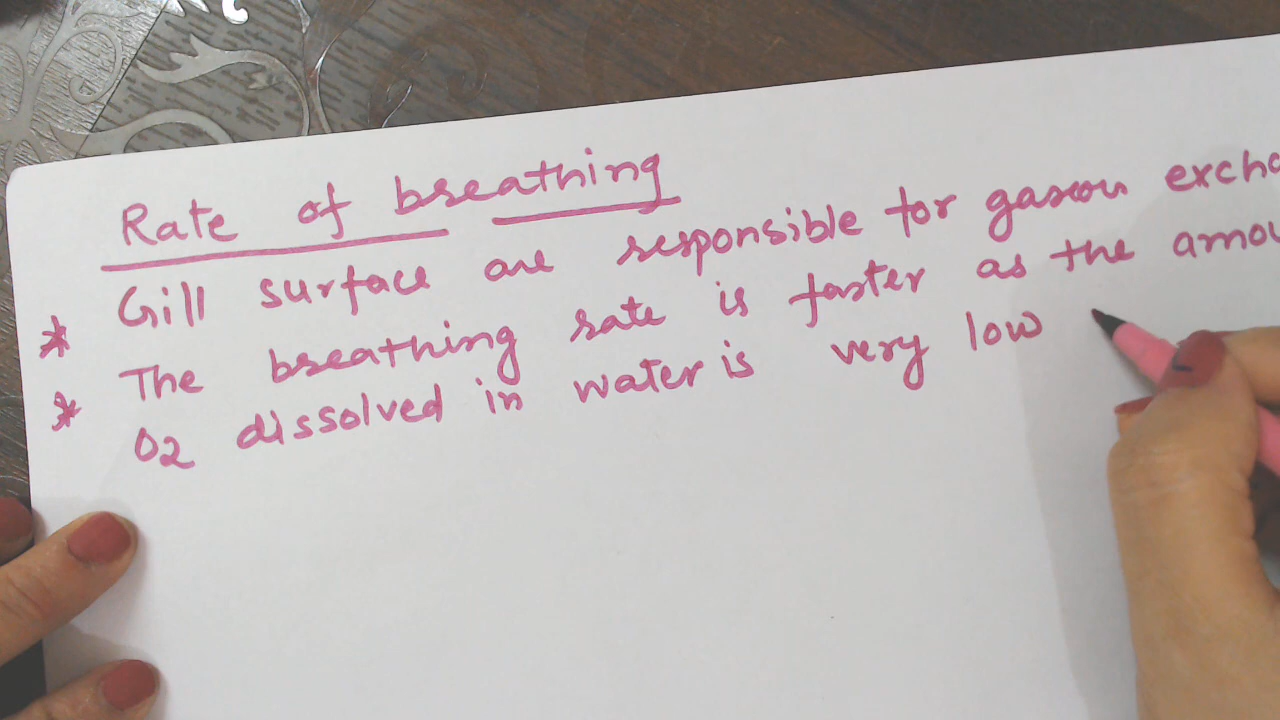 Rate of breathing
* Gill surface are responsible for gaseou excha
* The breathing rate is faster as the amou
O2 dissolved in water is very low